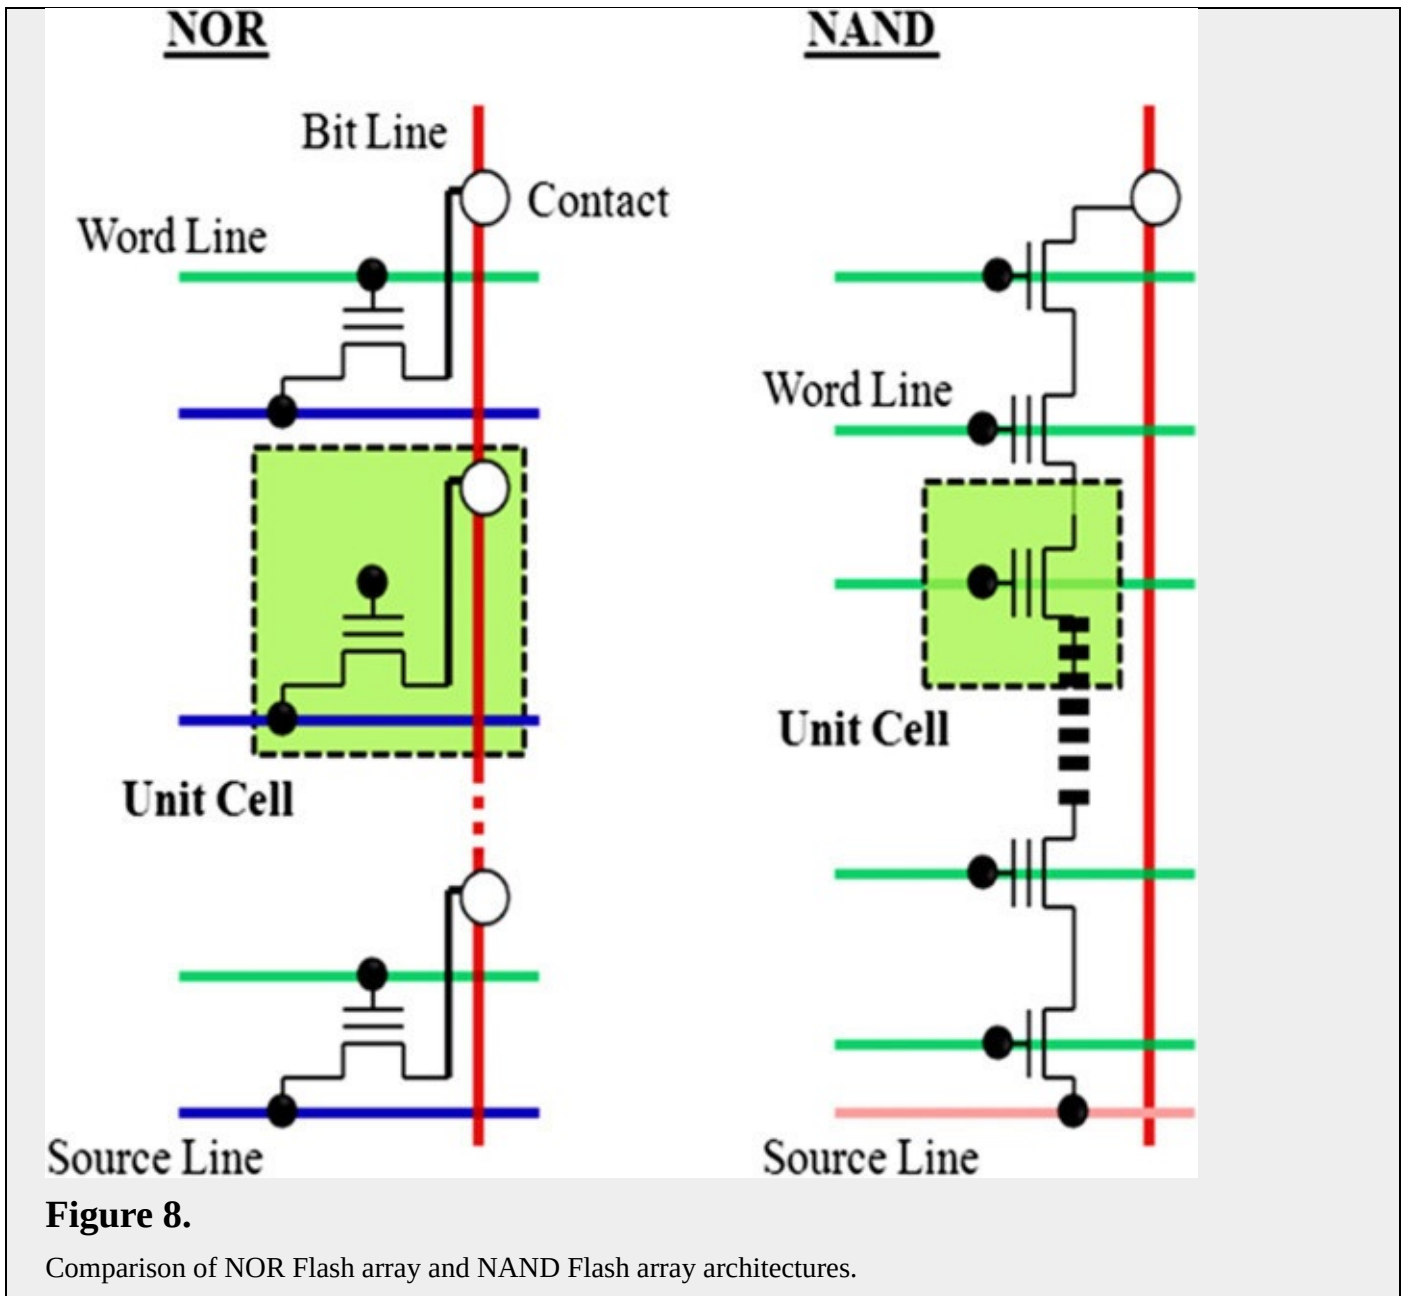 NOR
NAND
Bit Line
Contact
Word Line
Word Line
Unit Cell
Unit Cell
Source Line
Source Line
Figure 8.
Comparison of NOR Flash array and NAND Flash array architectures.